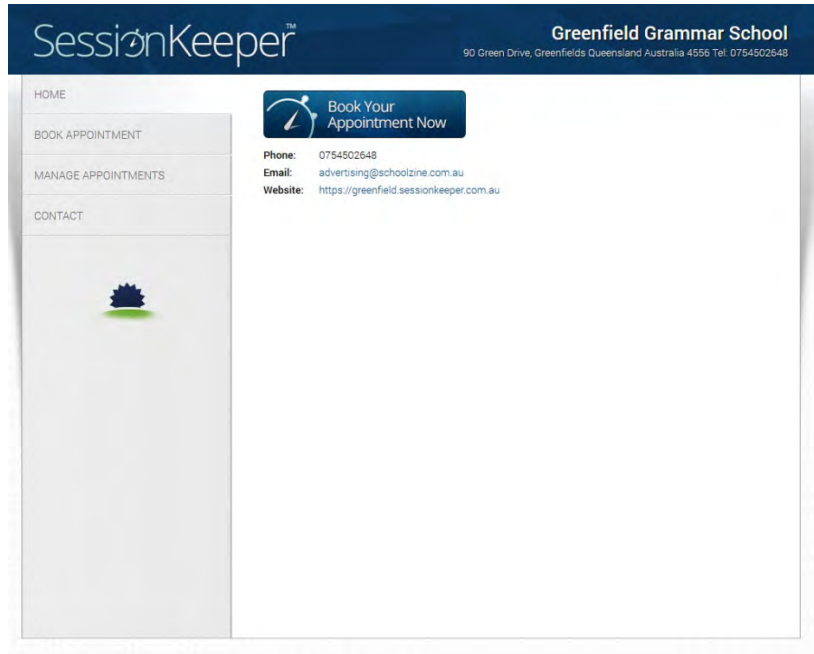 SessionKeeper™
Greenfield Grammar School
90 Green Drive, Greenfields Queensland Australia 4556 Tel: 0754502648
HOME
BOOK APPOINTMENT
MANAGE APPOINTMENTS
CONTACT
Book Your
Appointment Now
Phone: 0754502648
Email: advertising@schoolzine.com.au
Website: https://greenfield.sessionkeeper.com.au